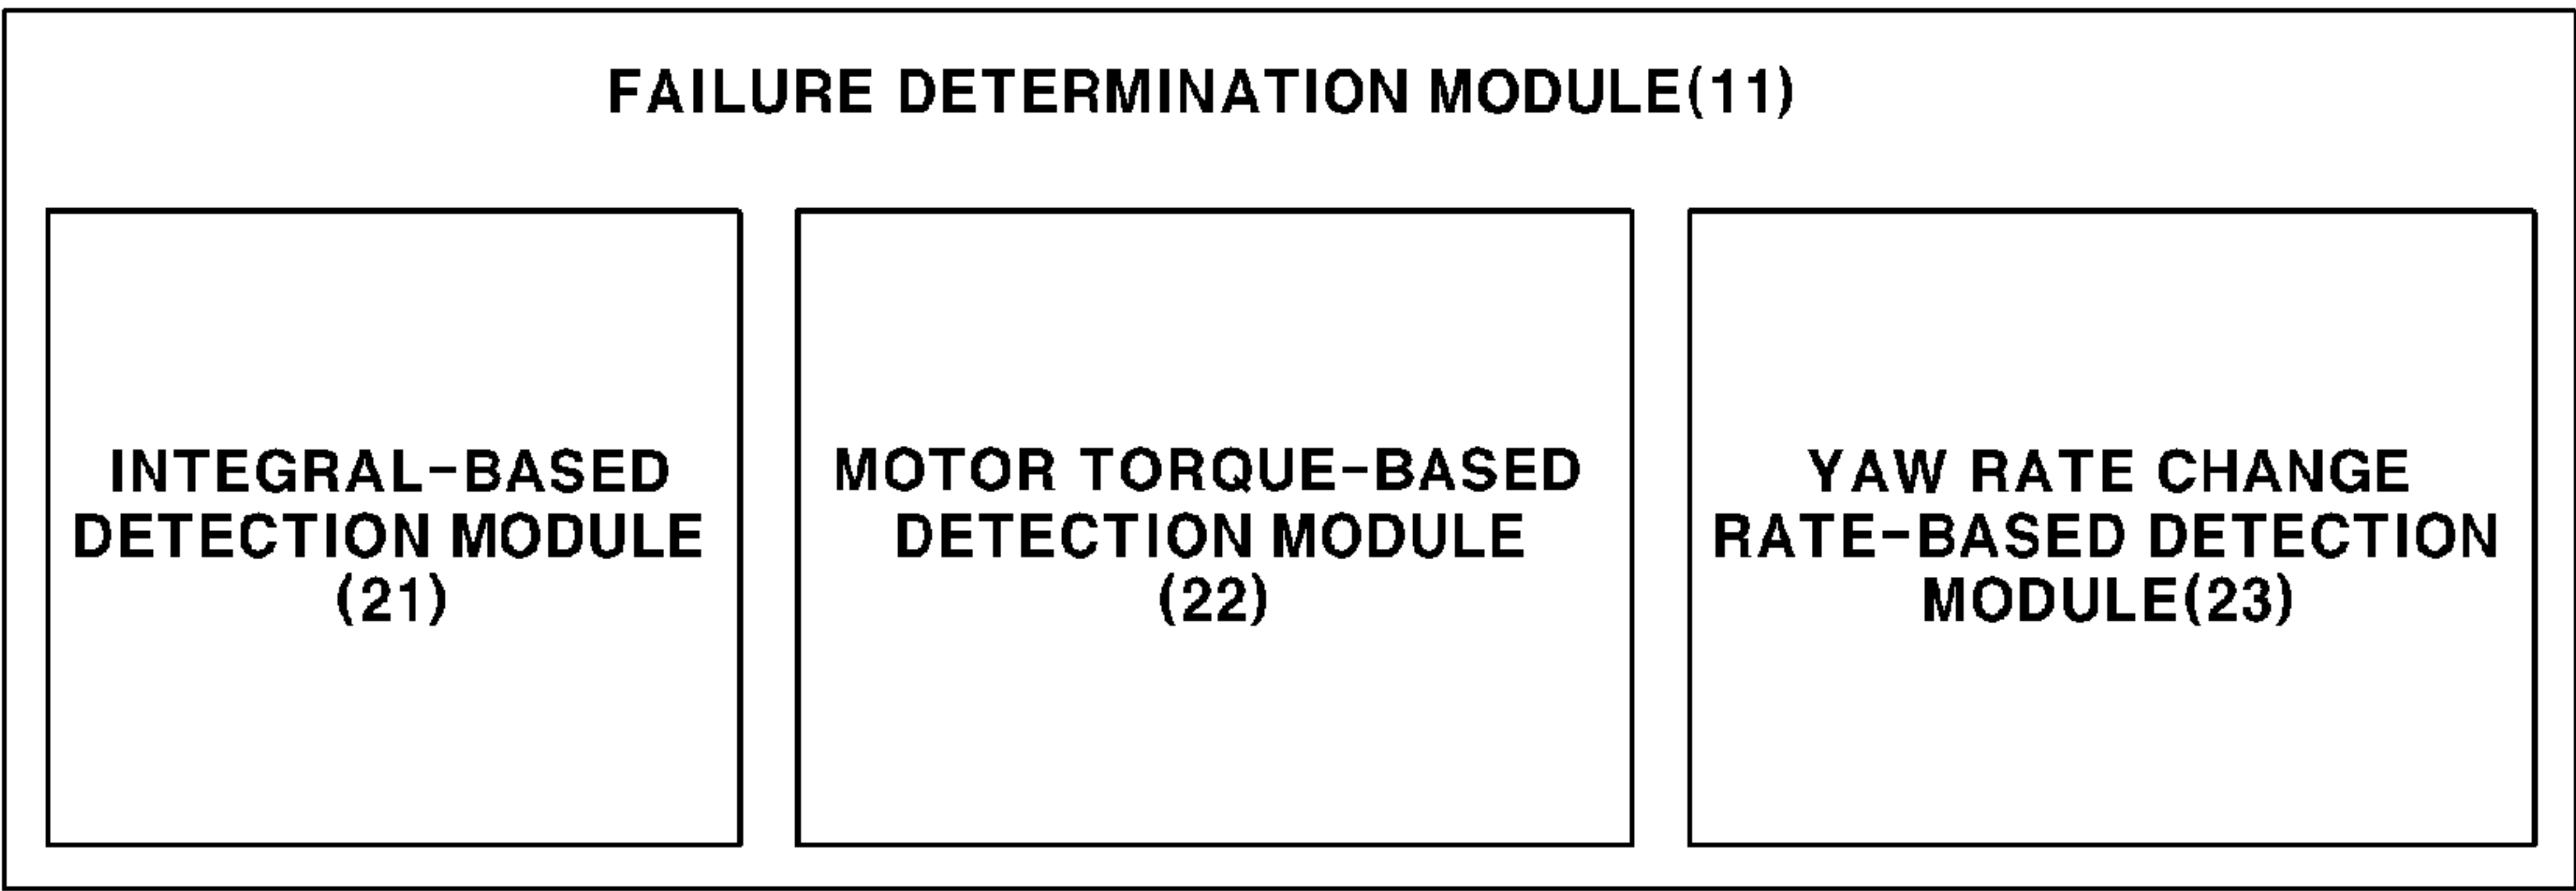 FAILURE DETERMINATION MODULE(11)
INTEGRAL-BASED
DETECTION MODULE
(21)
MOTOR TORQUE-BASED
DETECTION MODULE
(22)
YAW RATE CHANGE
RATE-BASED DETECTION
MODULE(23)